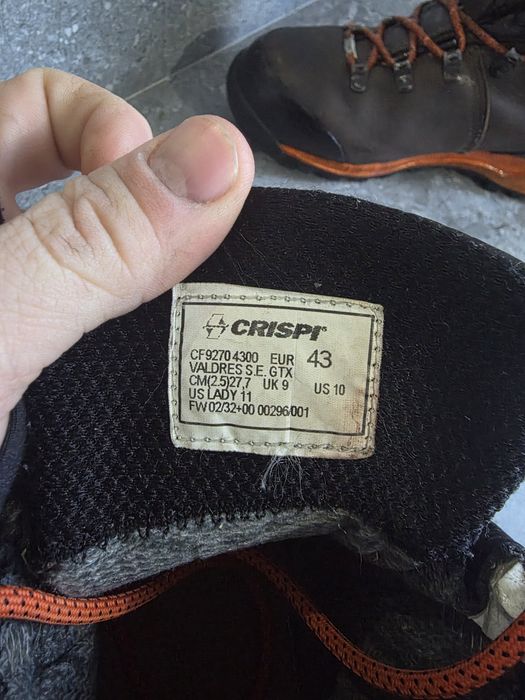 CRISPI®
CF9270 4300 EUR 43
VALDRES S.E. GTX
CM(2.5)27,7 UK 9 US 10
US LADY 11
FW 02/32+00 00296/001